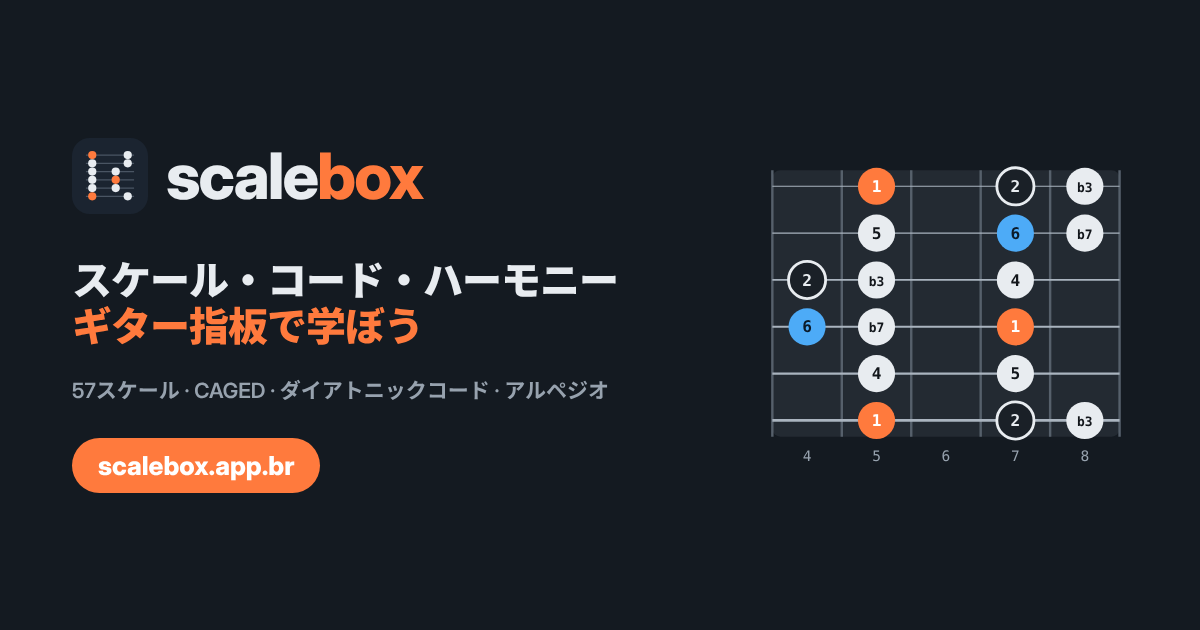 scalebox
スケール・コード・ハーモニー
ギター指板で学ぼう
57スケール · CAGED · ダイアトニックコード · アルペジオ
scalebox.app.br
1 2 b3
5 6 b7
2 b3 4
6 b7 1
4 5
1 2 b3
4 5 6 7 8